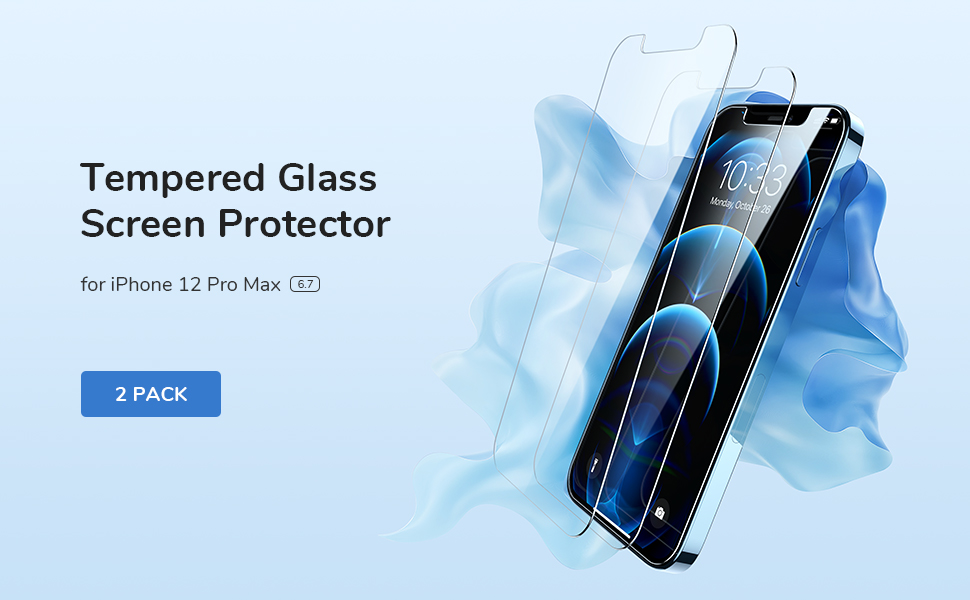 Tempered Glass
Screen Protector
for iPhone 12 Pro Max 6.7
2 PACK
10:33
Monday, October 26